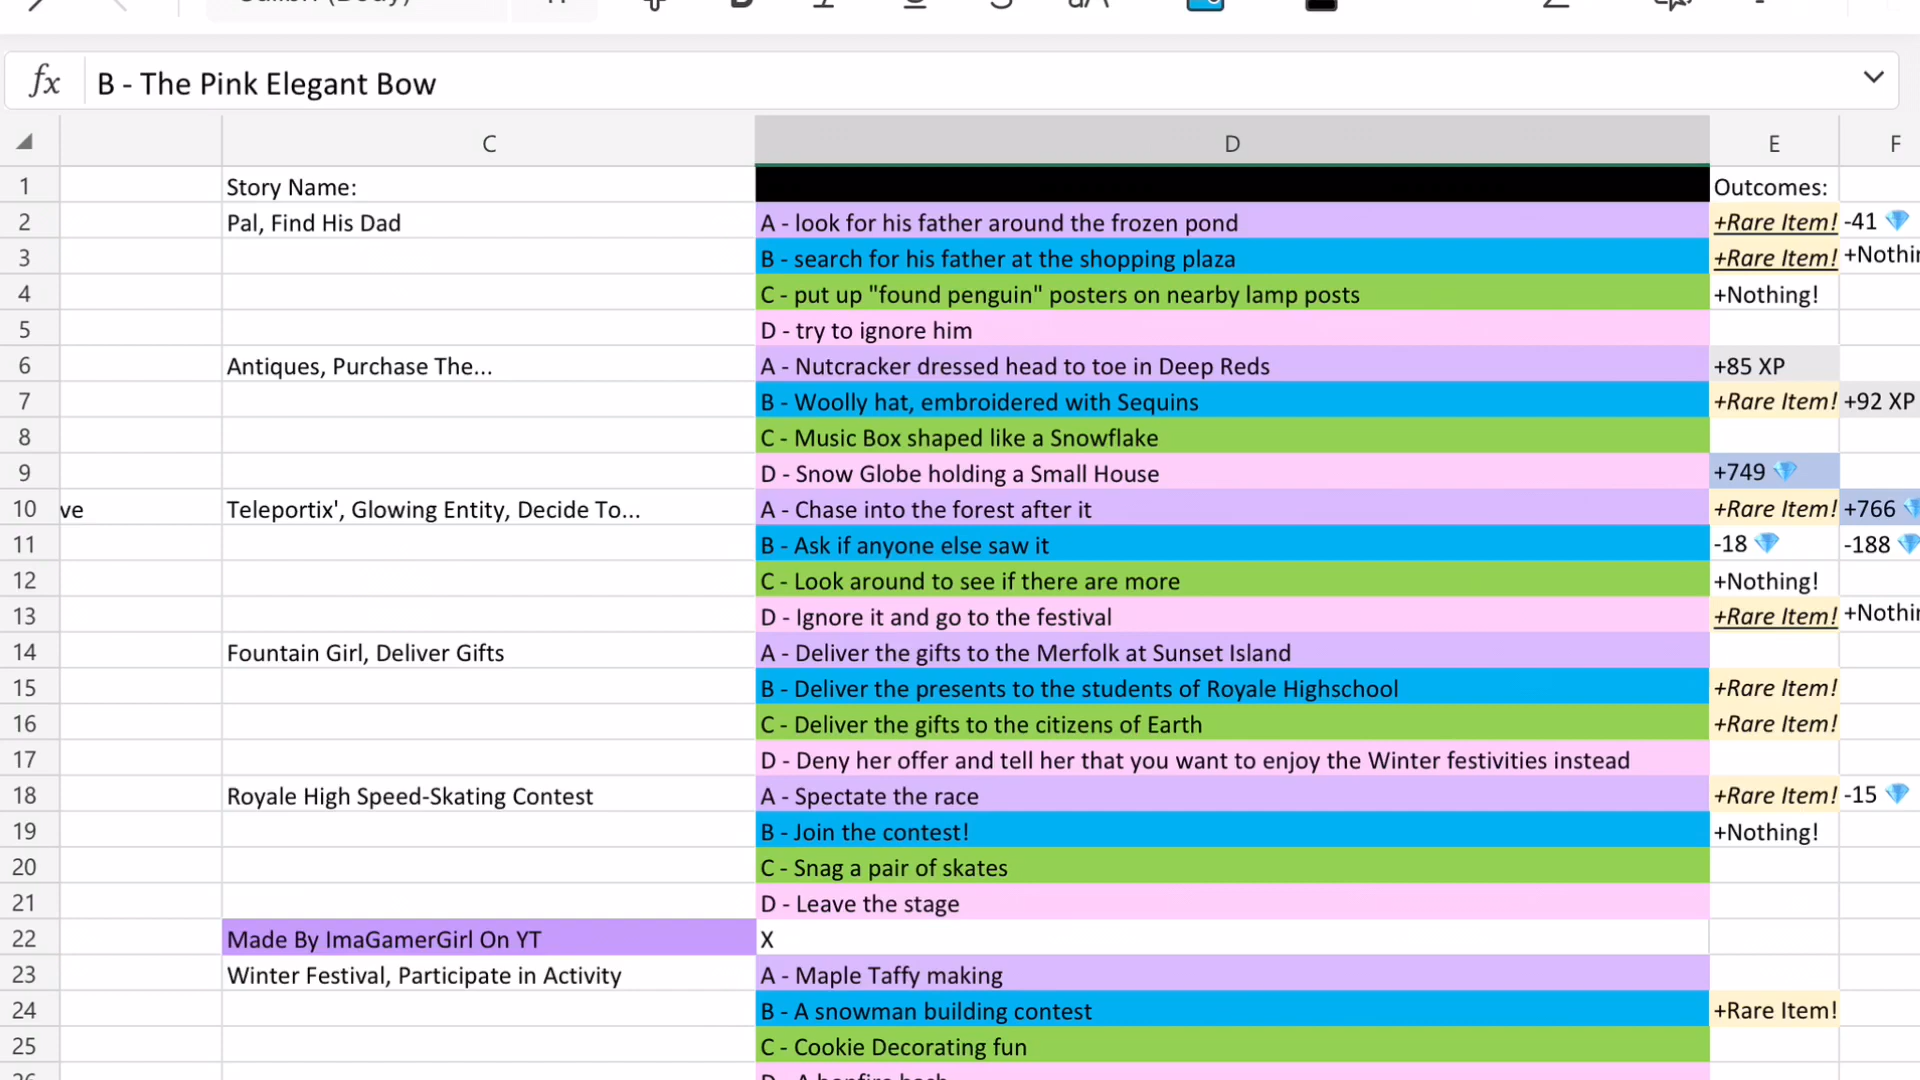 B - The Pink Elegant Bow
C D E F
1 Story Name: Outcomes:
2 Pal, Find His Dad A - look for his father around the frozen pond +Rare Item! -41 💎
3 B - search for his father at the shopping plaza +Rare Item! +Nothin
4 C - put up "found penguin" posters on nearby lamp posts +Nothing!
5 D - try to ignore him
6 Antiques, Purchase The... A - Nutcracker dressed head to toe in Deep Reds +85 XP
7 B - Woolly hat, embroidered with Sequins +Rare Item! +92 XP
8 C - Music Box shaped like a Snowflake
9 D - Snow Globe holding a Small House +749 💎
10 ve Teleportix', Glowing Entity, Decide To... A - Chase into the forest after it +Rare Item! +766 💎
11 B - Ask if anyone else saw it -18 💎 -188 💎
12 C - Look around to see if there are more +Nothing!
13 D - Ignore it and go to the festival +Rare Item! +Nothin
14 Fountain Girl, Deliver Gifts A - Deliver the gifts to the Merfolk at Sunset Island
15 B - Deliver the presents to the students of Royale Highschool +Rare Item!
16 C - Deliver the gifts to the citizens of Earth +Rare Item!
17 D - Deny her offer and tell her that you want to enjoy the Winter festivities instead
18 Royale High Speed-Skating Contest A - Spectate the race +Rare Item! -15 💎
19 B - Join the contest! +Nothing!
20 C - Snag a pair of skates
21 D - Leave the stage
22 Made By ImaGamerGirl On YT X
23 Winter Festival, Participate in Activity A - Maple Taffy making
24 B - A snowman building contest +Rare Item!
25 C - Cookie Decorating fun